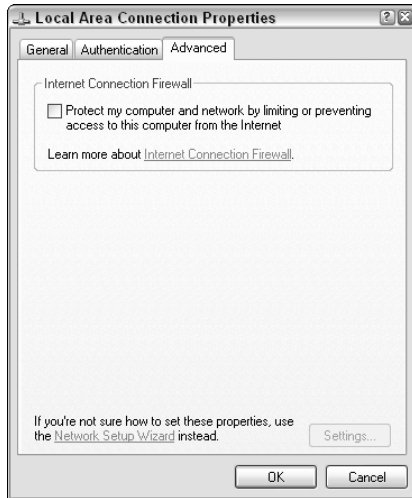 Local Area Connection Properties
General Authentication Advanced
Internet Connection Firewall
Protect my computer and network by limiting or preventing
access to this computer from the Internet
Learn more about Internet Connection Firewall.
If you're not sure how to set these properties, use
the Network Setup Wizard instead.
Settings...
OK Cancel